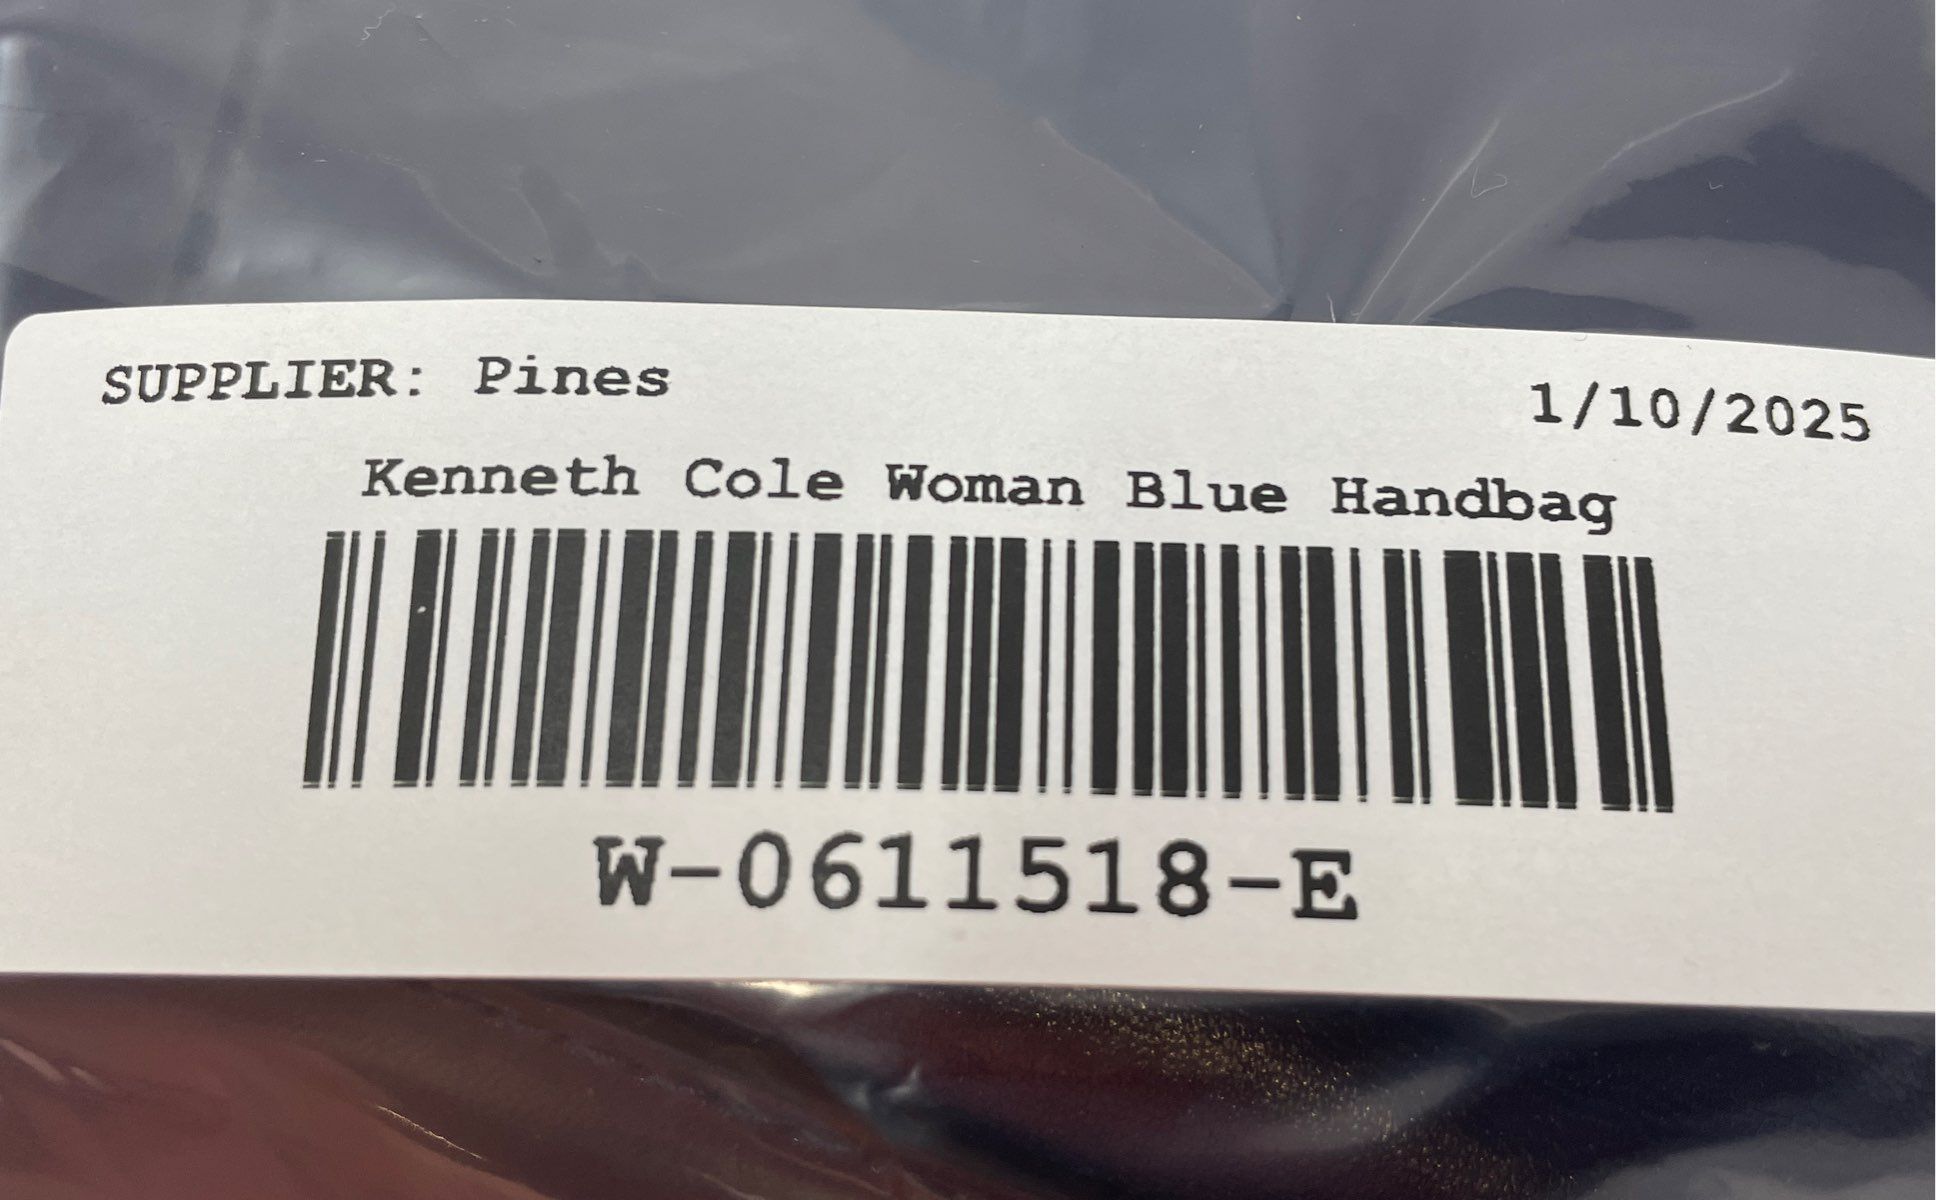 SUPPLIER: Pines
1/10/2025
Kenneth Cole Woman Blue Handbag
W-0611518-E